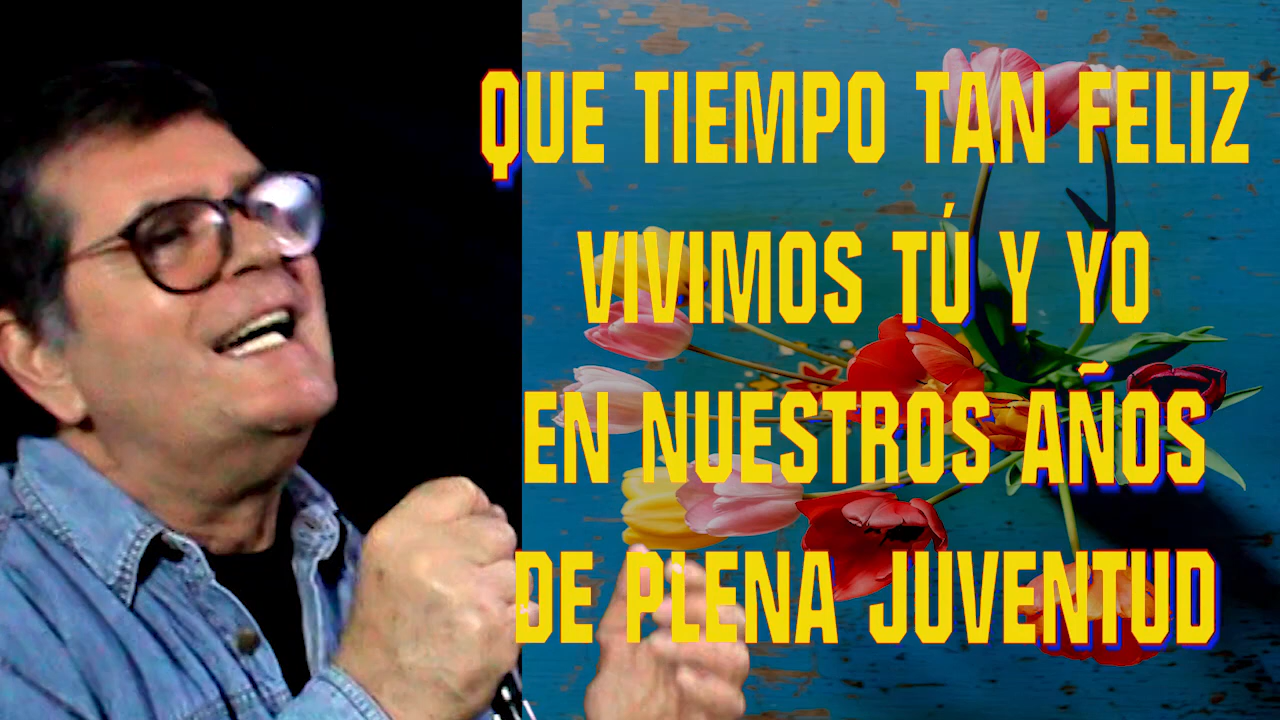 QUE TIEMPO TAN FELIZ
VIVIMOS TÚ Y YO
EN NUESTROS AÑOS
DE PLENA JUVENTUD